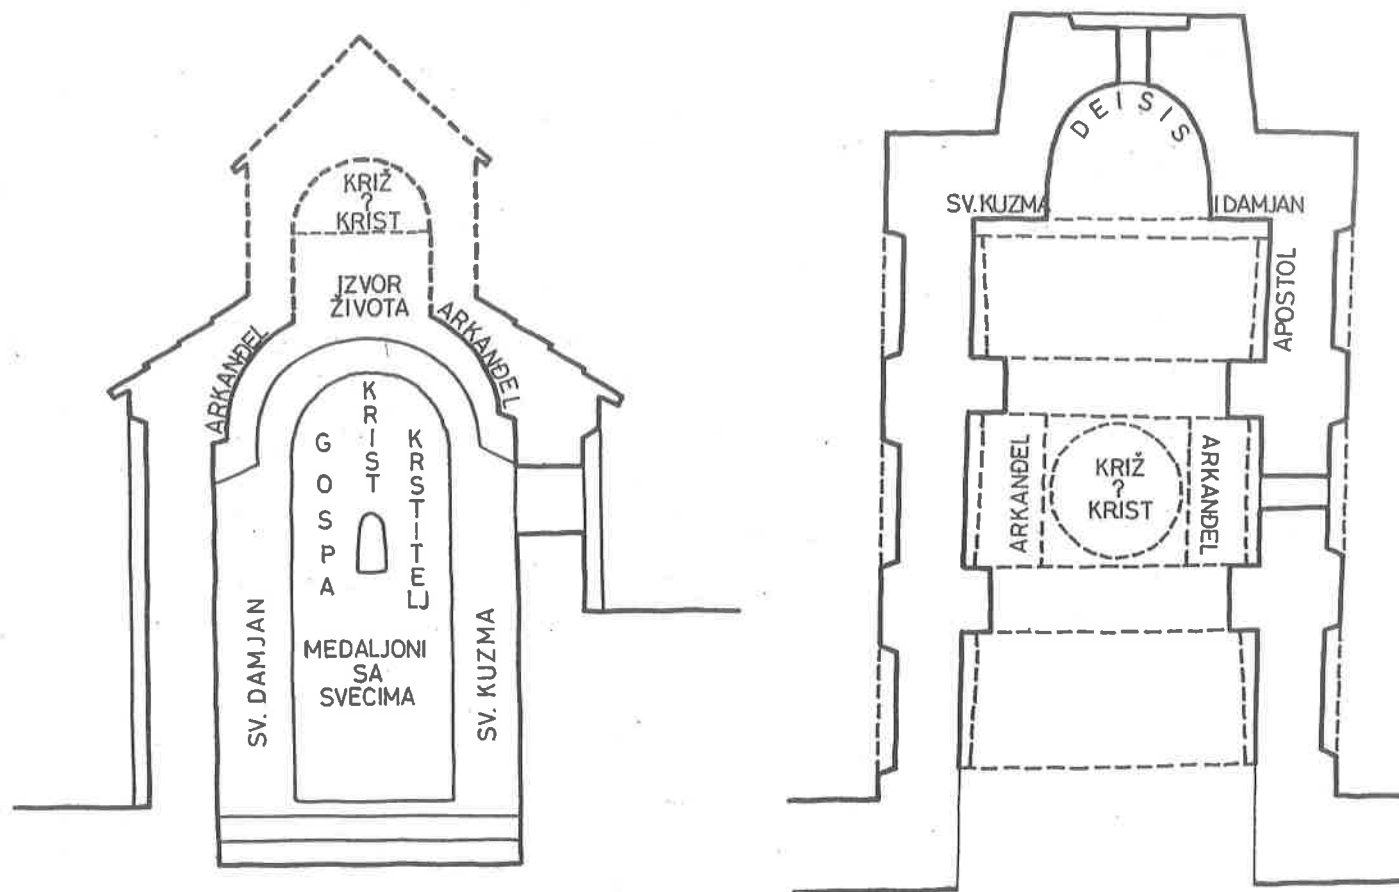 KRIŽ
?
KRIST
IZVOR
ŽIVOTA
ARKANĐEL
ARKANĐEL
KRIST
GOSPA
KRSTITELJ
MEDALJONI
SA
SVECIMA
SV. DAMJAN
SV. KUZMA
DEISIS
SV. KUZMA
I DAMJAN
APOSTOL
ARKANĐEL
KRIŽ
?
KRIST
ARKANĐEL